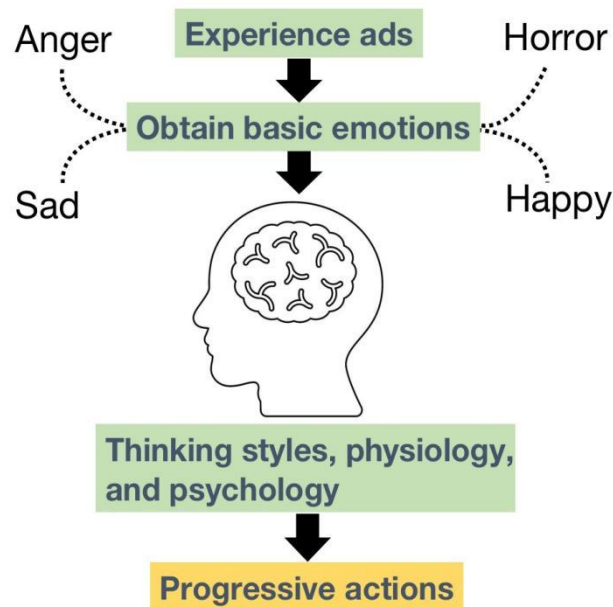 Anger
Experience ads
Horror
Obtain basic emotions
Sad
Happy
Thinking styles, physiology,
and psychology
Progressive actions